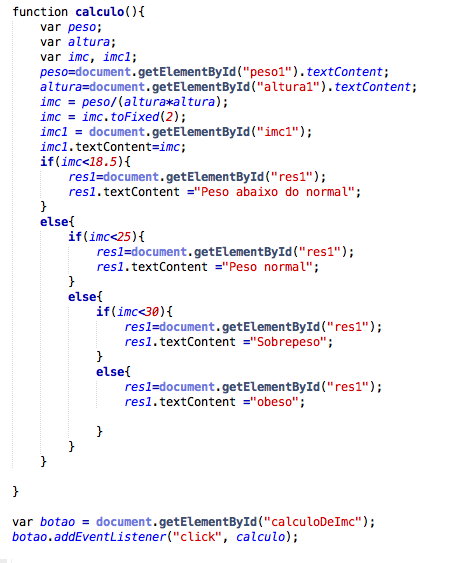 function calculo(){
var peso;
var altura;
var imc, imc1;
peso=document.getElementById("peso1").textContent;
altura=document.getElementById("altura1").textContent;
imc = peso/(altura*altura);
imc = imc.toFixed(2);
imc1 = document.getElementById("imc1");
imc1.textContent=imc;
if(imc<18.5){
res1=document.getElementById("res1");
res1.textContent ="Peso abaixo do normal";
}
else{
if(imc<25){
res1=document.getElementById("res1");
res1.textContent ="Peso normal";
}
else{
if(imc<30){
res1=document.getElementById("res1");
res1.textContent ="Sobrepeso";
}
else{
res1=document.getElementById("res1");
res1.textContent ="obeso";
}
}
}
}
var botao = document.getElementById("calculoDeImc");
botao.addEventListener("click", calculo);